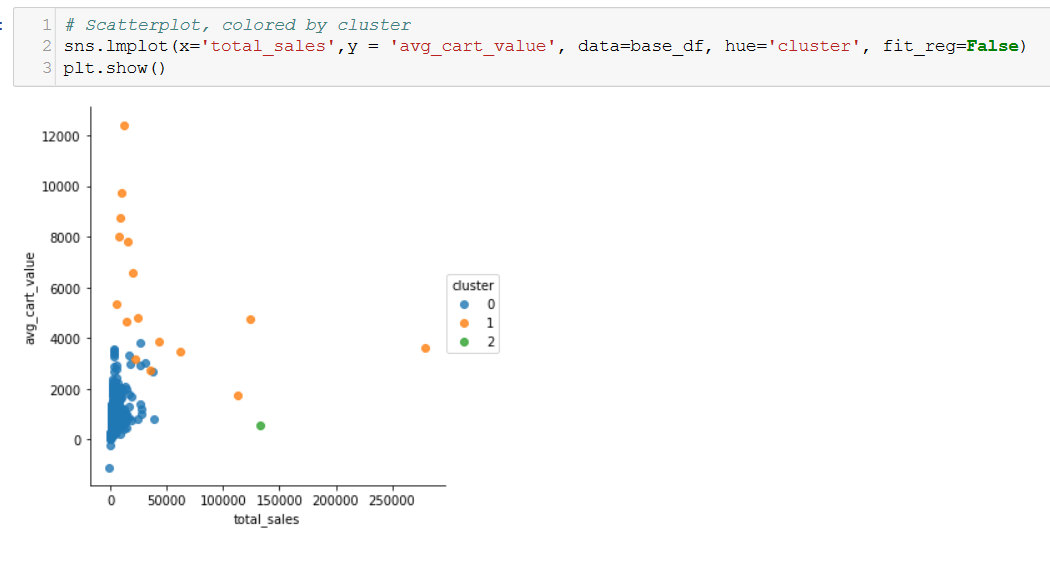 :
1 # Scatterplot, colored by cluster
2 sns.lmplot(x='total_sales',y = 'avg_cart_value', data=base_df, hue='cluster', fit_reg=False)
3 plt.show()
12000
10000
8000
6000
4000
2000
0
avg_cart_value
cluster
0
1
2
0 50000 100000 150000 200000 250000
total_sales